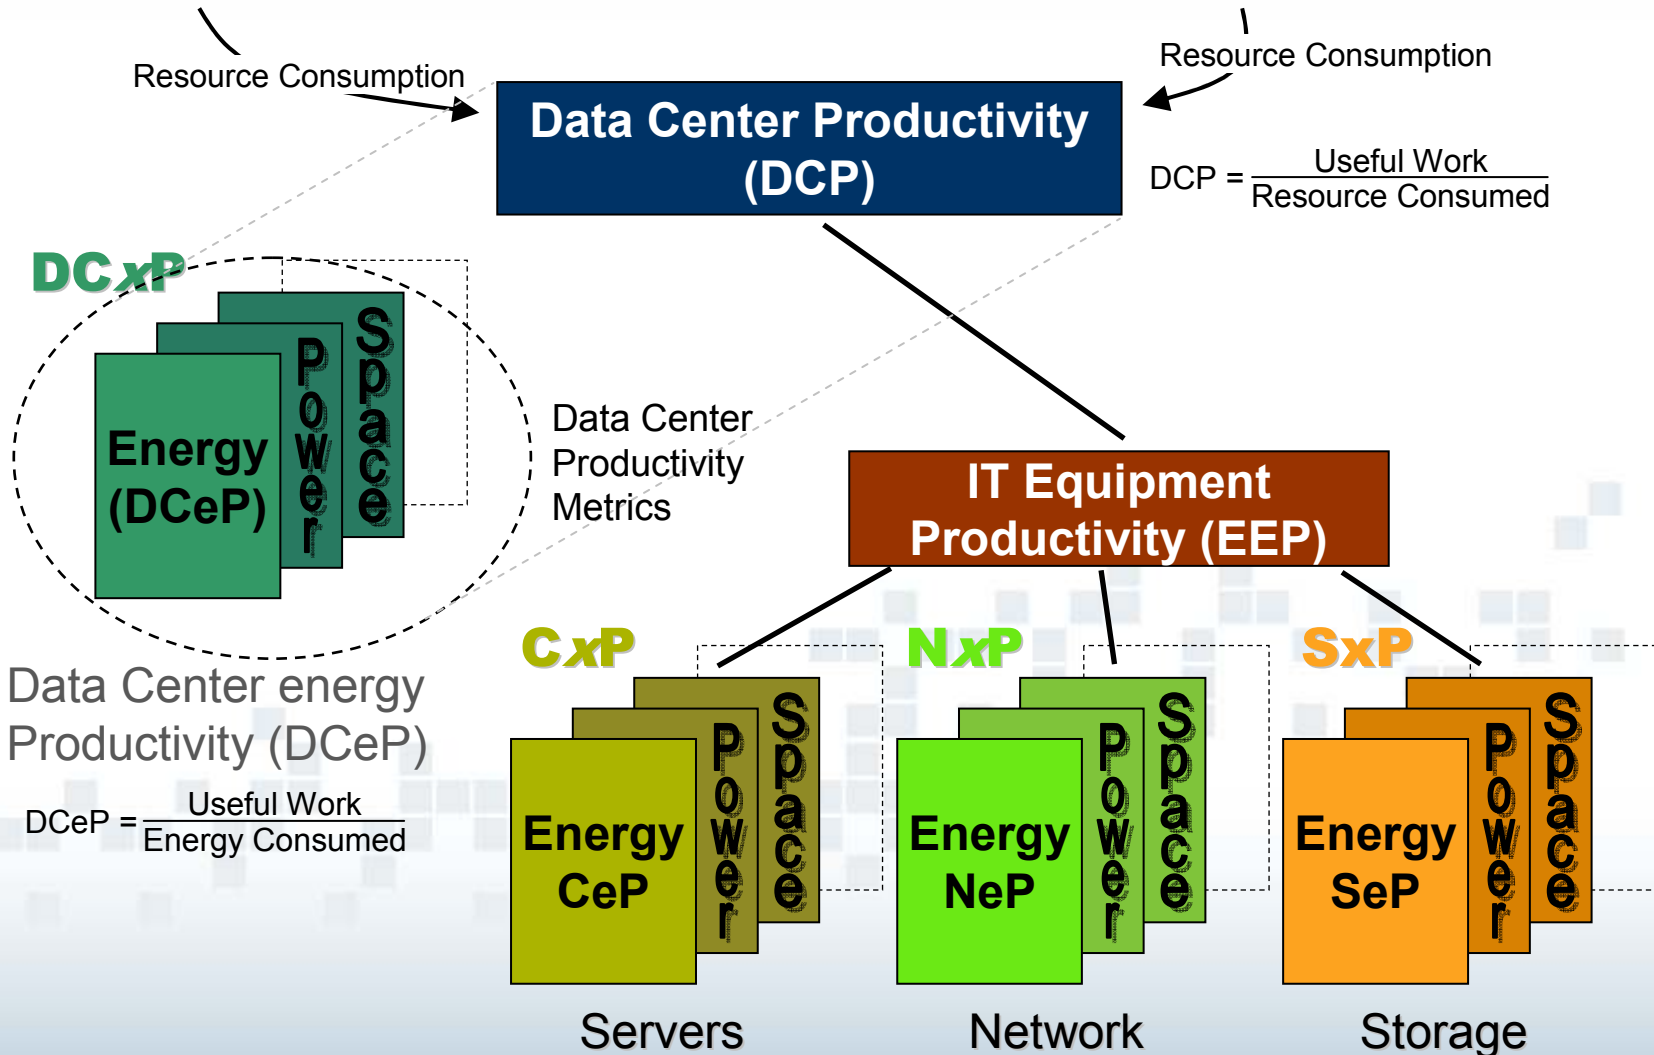 Resource Consumption
Resource Consumption
Data Center Productivity
(DCP)
DCP = Useful Work
Resource Consumed
DCxP
Energy
(DCeP)
Power
Space
Data Center
Productivity
Metrics
IT Equipment
Productivity (EEP)
Data Center energy
Productivity (DCeP)
DCeP = Useful Work
Energy Consumed
CxP
Energy
CeP
Power
Space
Servers
NxP
Energy
NeP
Power
Space
Network
SxP
Energy
SeP
Power
Space
Storage